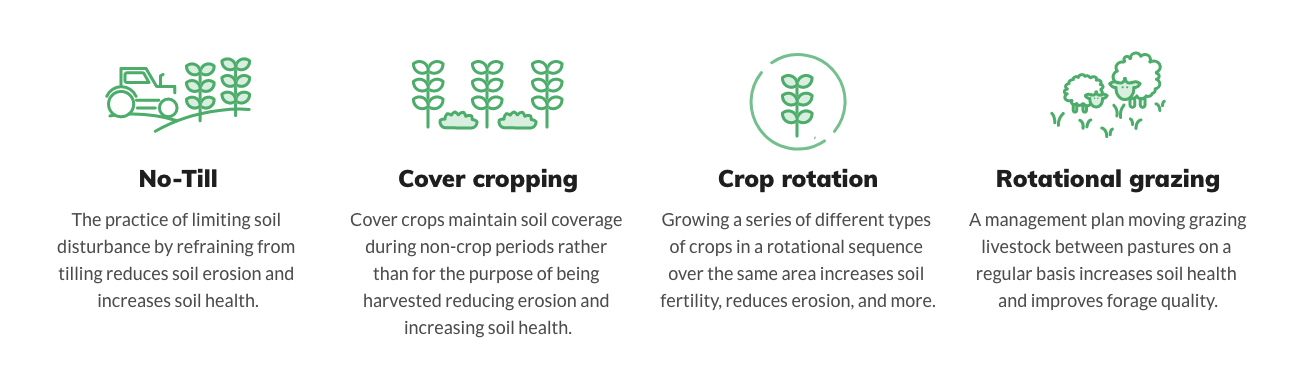 No-Till
The practice of limiting soil
disturbance by refraining from
tilling reduces soil erosion and
increases soil health.
Cover cropping
Cover crops maintain soil coverage
during non-crop periods rather
than for the purpose of being
harvested reducing erosion and
increasing soil health.
Crop rotation
Growing a series of different types
of crops in a rotational sequence
over the same area increases soil
fertility, reduces erosion, and more.
Rotational grazing
A management plan moving grazing
livestock between pastures on a
regular basis increases soil health
and improves forage quality.